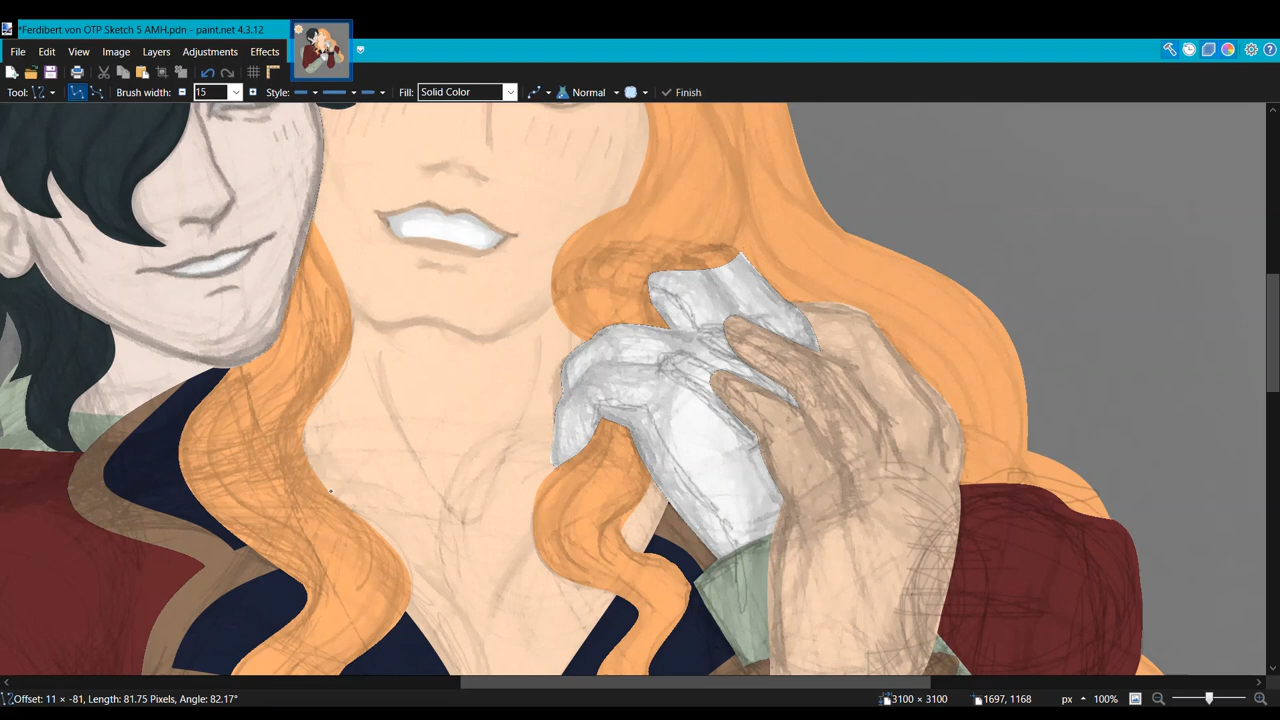 *Ferdibert von OTP Sketch 5 AMH.pdn - paint.net 4.3.12
File Edit View Image Layers Adjustments Effects
Tool: Brush width: 15 Style: Fill: Solid Color Normal Finish
Offset: 11 × -81, Length: 81.75 Pixels, Angle: 82.17° 3100 × 3100 1697, 1168 px 100%